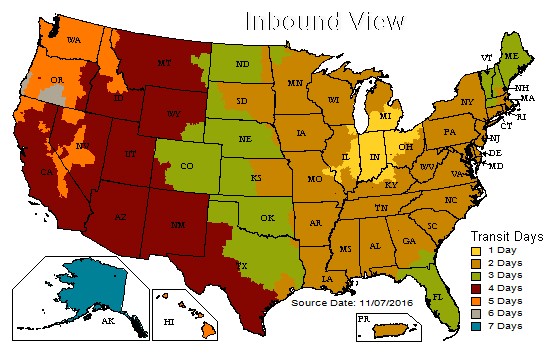 Inbound View
WA
OR
CA
NV
ID
MT
WY
UT
CO
AZ
NM
ND
SD
NE
KS
OK
TX
MN
IA
MO
AR
LA
WI
IL
IN
MI
OH
KY
TN
MS
AL
GA
FL
SC
NC
VA
WV
PA
NY
VT
ME
NH
MA
RI
CT
NJ
DE
MD
AK
HI
PR
Source Date: 11/07/2016
Transit Days
1 Day
2 Days
3 Days
4 Days
5 Days
6 Days
7 Days